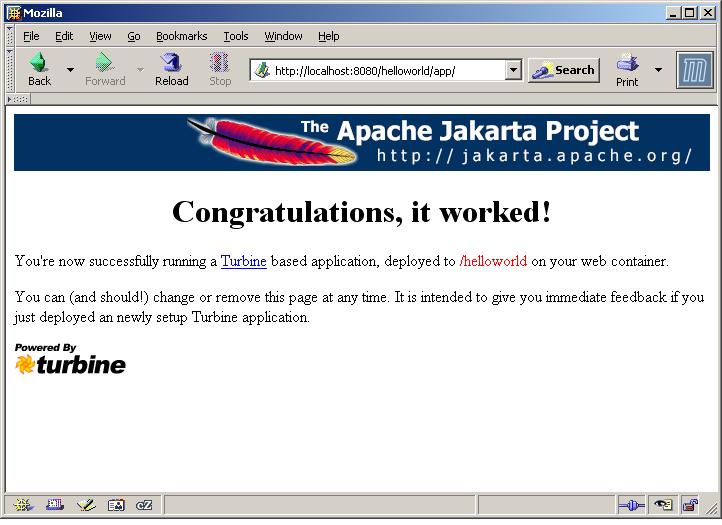 Mozilla
File Edit View Go Bookmarks Tools Window Help
Back Forward Reload Stop http://localhost:8080/helloworld/app/ Search Print m
The Apache Jakarta Project
http://jakarta.apache.org/
Congratulations, it worked!
You're now successfully running a Turbine based application, deployed to /helloworld on your web container.
You can (and should!) change or remove this page at any time. It is intended to give you immediate feedback if you
just deployed an newly setup Turbine application.
Powered By
turbine
cZ